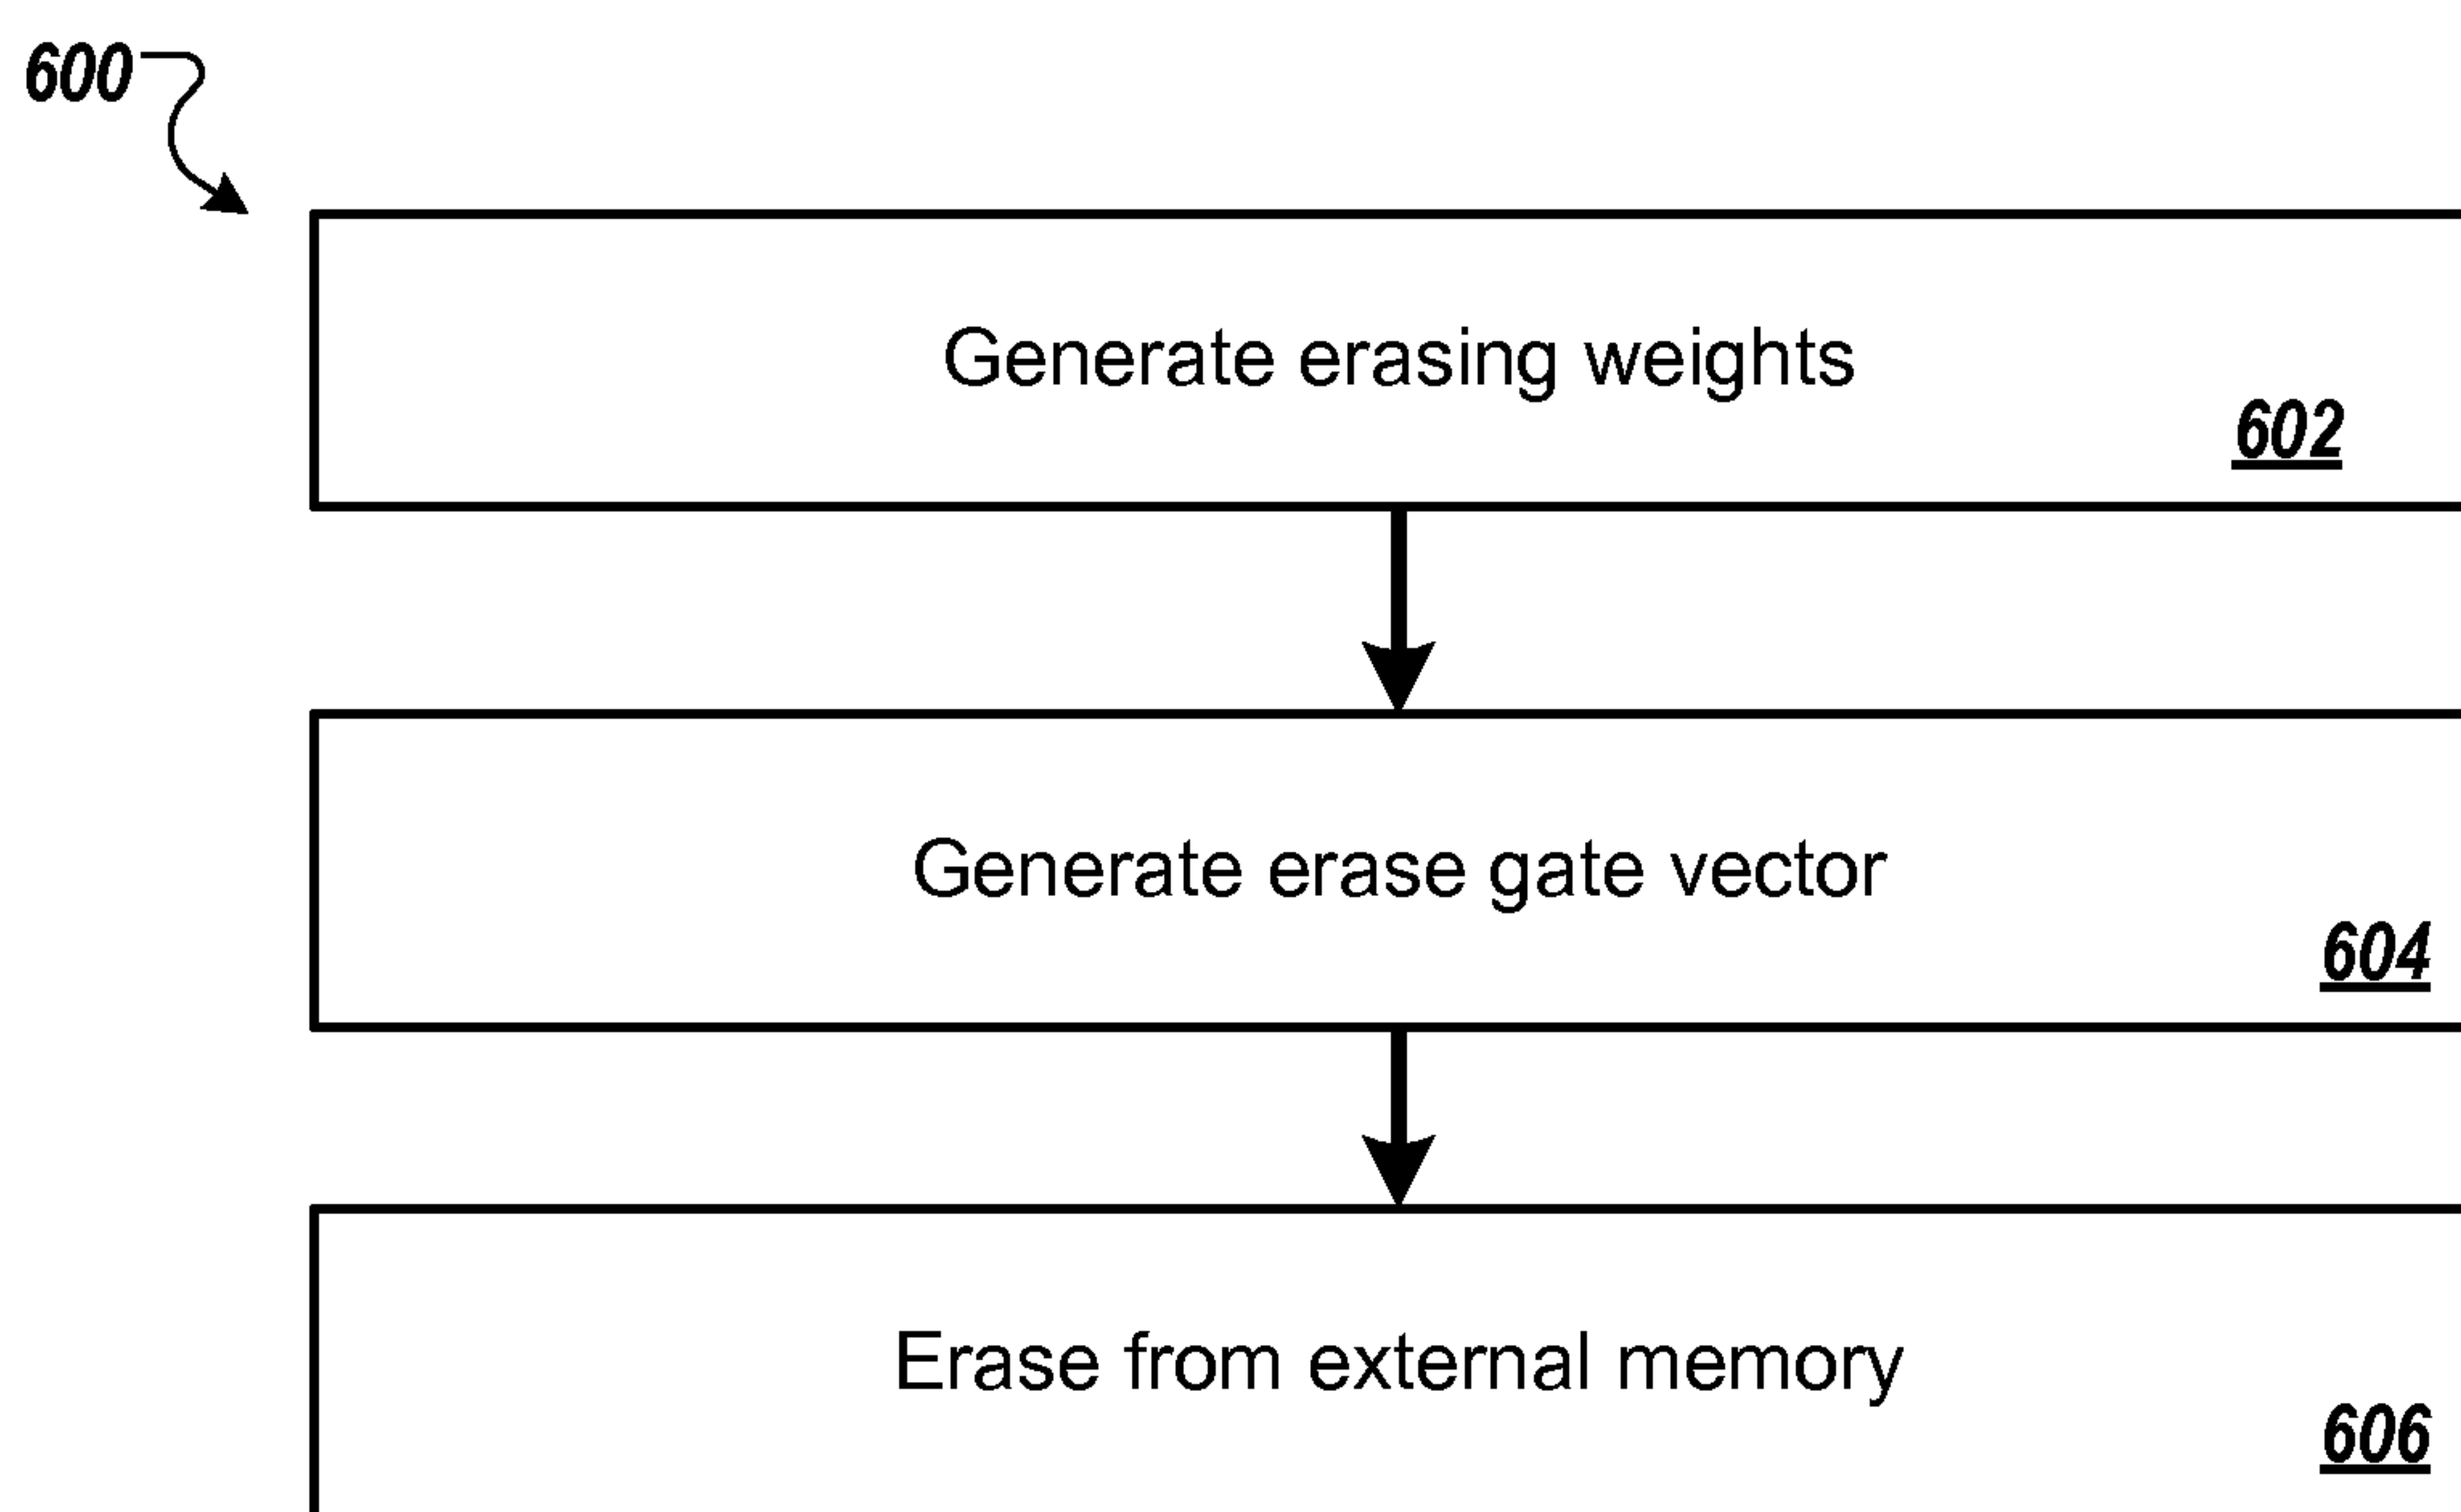 600
Generate erasing weights
602
Generate erase gate vector
604
Erase from external memory
606